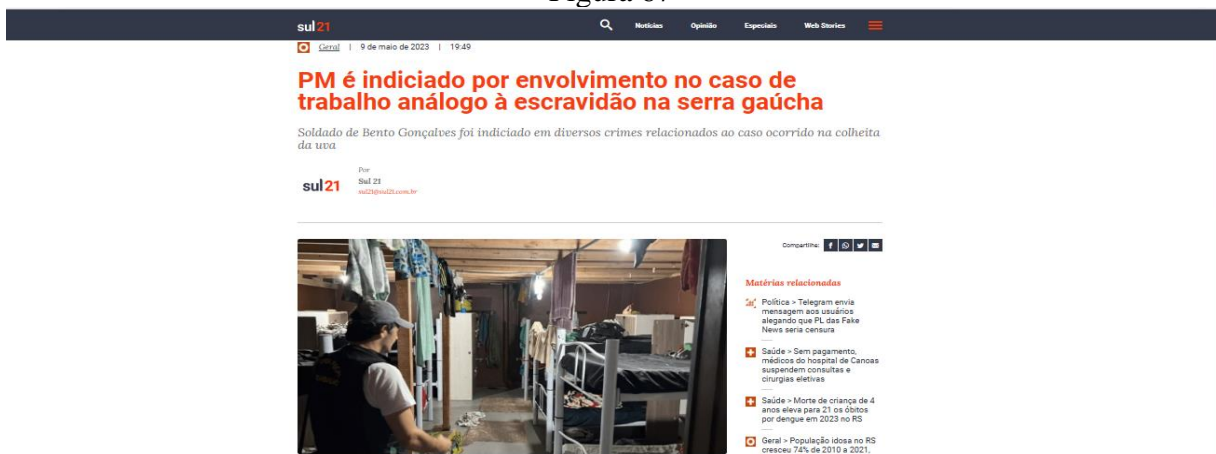 sul21
Notícias Opinião Especiais Web Stories
Geral | 9 de maio de 2023 | 19:49
PM é indiciado por envolvimento no caso de
trabalho análogo à escravidão na serra gaúcha
Soldado de Bento Gonçalves foi indiciado em diversos crimes relacionados ao caso ocorrido na colheita
da uva
sul21
Por
Sul 21
sul21@sul21.com.br
Compartilhe:
Matérias relacionadas
Política > Telegram envia
mensagem aos usuários
alegando que PL das Fake
News seria censura
Saúde > Sem pagamento,
médicos do hospital de Canoas
suspendem consultas e
cirurgias eletivas
Saúde > Morte de criança de 4
anos eleva para 21 os óbitos
por dengue em 2023 no RS
Geral > População idosa no RS
cresceu 74% de 2010 a 2021,